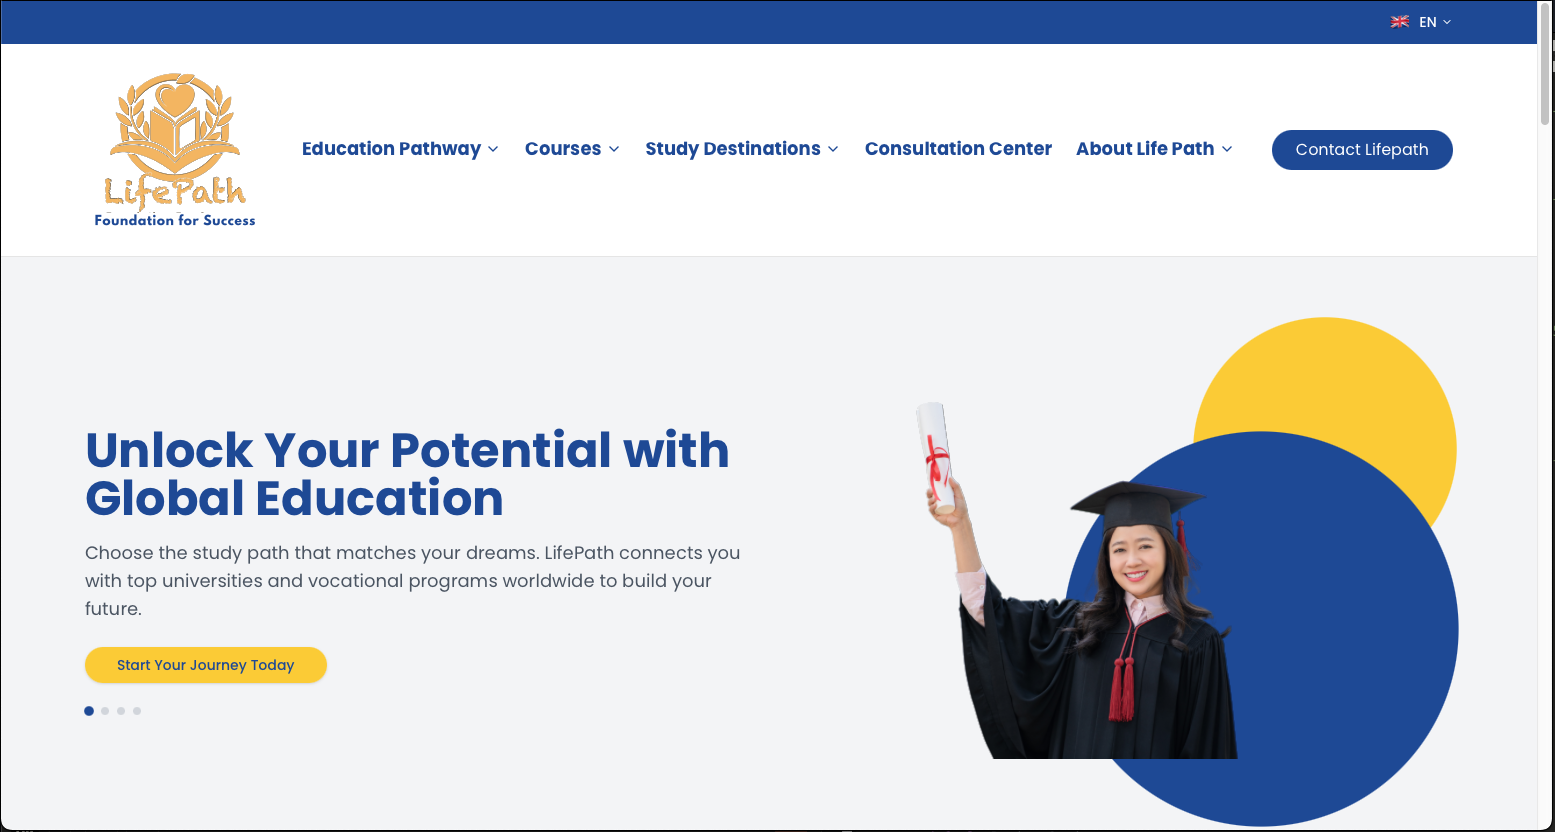 EN
LifePath
Foundation for Success
Education Pathway
Courses
Study Destinations
Consultation Center
About Life Path
Contact Lifepath
Unlock Your Potential with
Global Education
Choose the study path that matches your dreams. LifePath connects you
with top universities and vocational programs worldwide to build your
future.
Start Your Journey Today